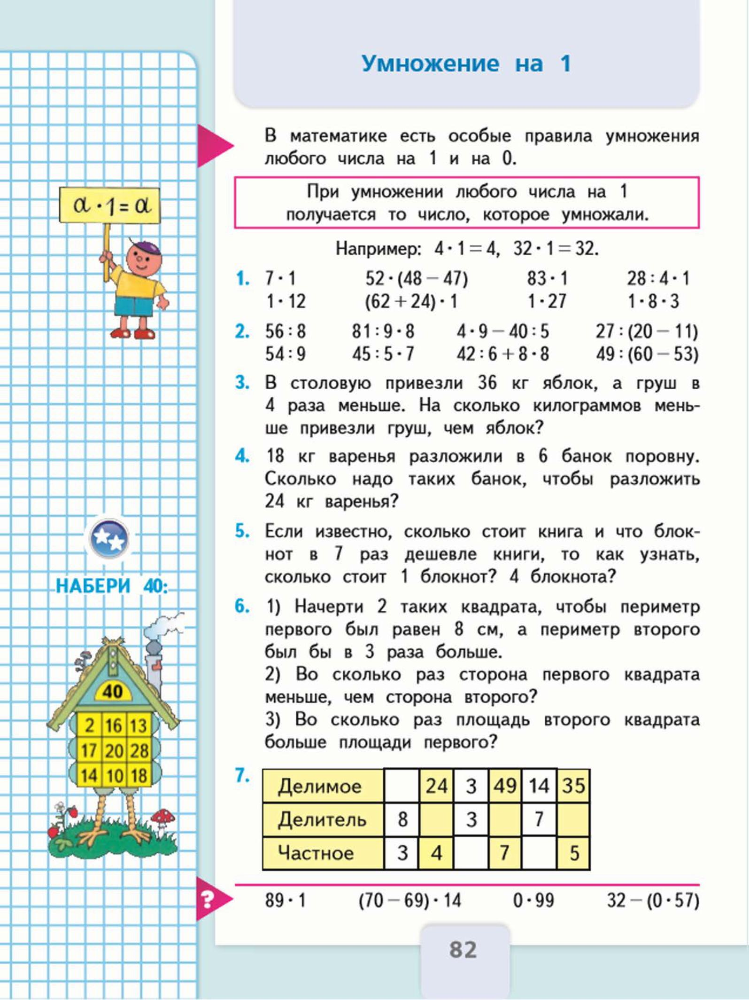 Умножение на 1
В математике есть особые правила умножения
любого числа на 1 и на 0.
При умножении любого числа на 1
получается то число, которое умножали.
Например: 4 · 1 = 4, 32 · 1 = 32.
a · 1 = a
1. 7 · 1 52 · (48 − 47) 83 · 1 28 : 4 · 1
1 · 12 (62 + 24) · 1 1 · 27 1 · 8 · 3
2. 56 : 8 81 : 9 · 8 4 · 9 − 40 : 5 27 : (20 − 11)
54 : 9 45 : 5 · 7 42 : 6 + 8 · 8 49 : (60 − 53)
3. В столовую привезли 36 кг яблок, а груш в
4 раза меньше. На сколько килограммов мень-
ше привезли груш, чем яблок?
4. 18 кг варенья разложили в 6 банок поровну.
Сколько надо таких банок, чтобы разложить
24 кг варенья?
5. Если известно, сколько стоит книга и что блок-
нот в 7 раз дешевле книги, то как узнать,
сколько стоит 1 блокнот? 4 блокнота?
6. 1) Начерти 2 таких квадрата, чтобы периметр
первого был равен 8 см, а периметр второго
был бы в 3 раза больше.
2) Во сколько раз сторона первого квадрата
меньше, чем сторона второго?
3) Во сколько раз площадь второго квадрата
больше площади первого?
НАБЕРИ 40:
40
2 16 13
17 20 28
14 10 18
7. Делимое 24 3 49 14 35
Делитель 8 3 7
Частное 3 4 7 5
?
89 · 1 (70 − 69) · 14 0 · 99 32 − (0 · 57)
82